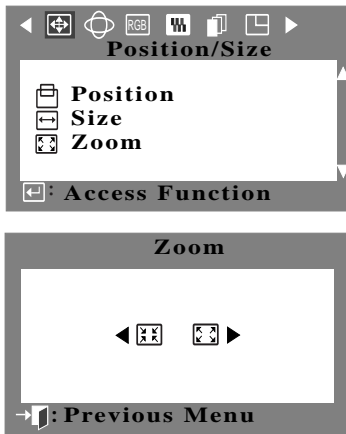 RGB
Position/Size
Position
Size
Zoom
: Access Function
Zoom
: Previous Menu